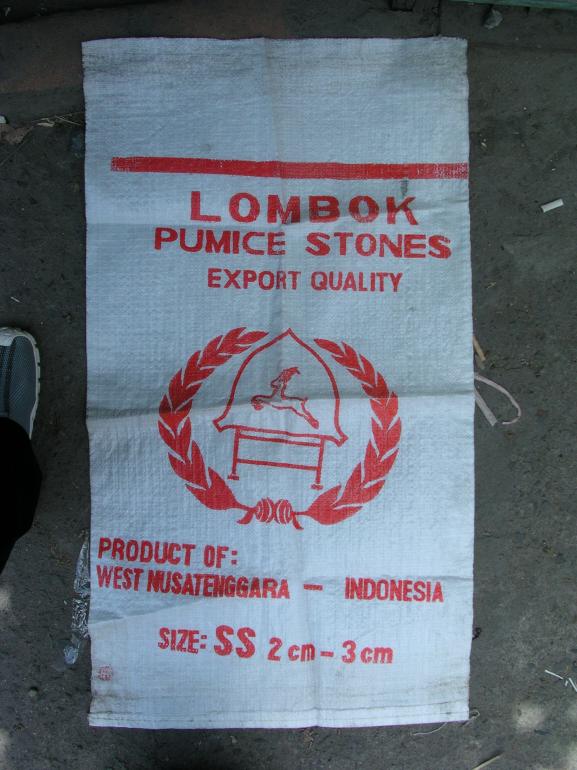 LOMBOK
PUMICE STONES
EXPORT QUALITY
PRODUCT OF:
WEST NUSATENGGARA — INDONESIA
SIZE: SS 2 cm – 3 cm